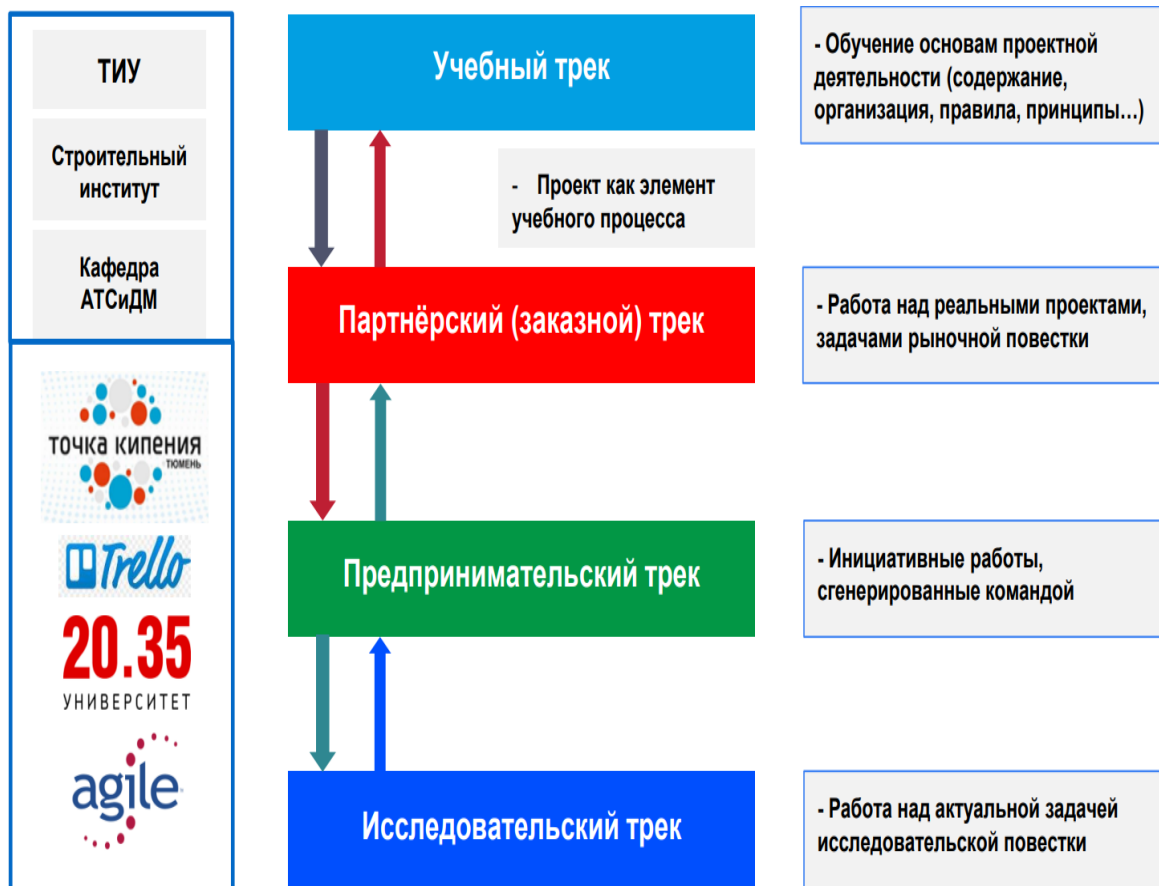 ТИУ
Строительный
институт
Кафедра
АТСиДМ
точка кипения
ТЮМЕНЬ
Trello
20.35
УНИВЕРСИТЕТ
agile
Учебный трек
- Проект как элемент
учебного процесса
Партнёрский (заказной) трек
Предпринимательский трек
Исследовательский трек
- Обучение основам проектной
деятельности (содержание,
организация, правила, принципы...)
- Работа над реальными проектами,
задачами рыночной повестки
- Инициативные работы,
сгенерированные командой
- Работа над актуальной задачей
исследовательской повестки